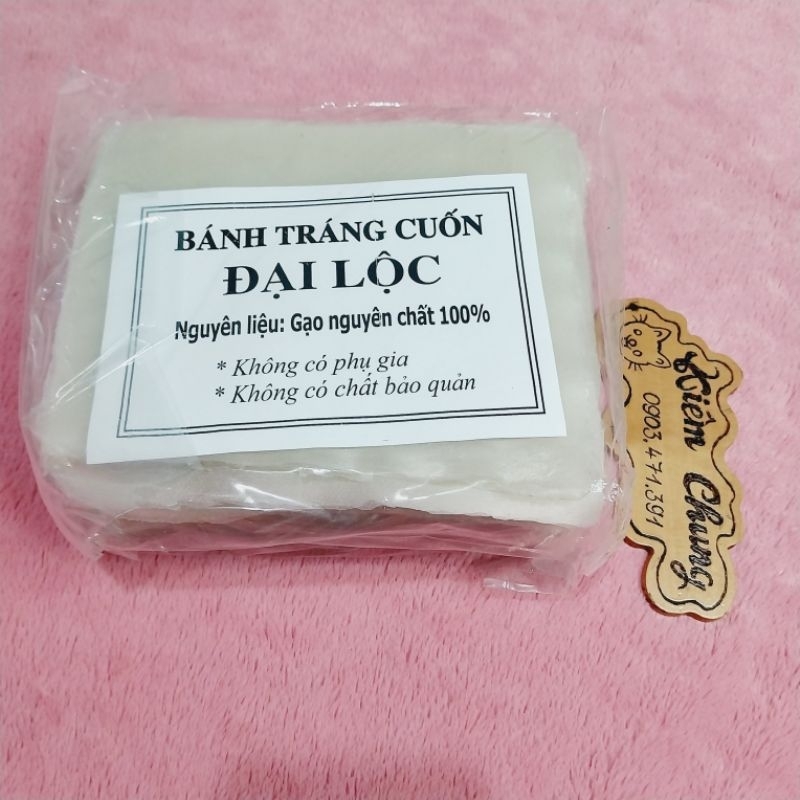 BÁNH TRÁNG CUỐN
ĐẠI LỘC
Nguyên liệu: Gạo nguyên chất 100%
* Không có phụ gia
* Không có chất bảo quản
Kiên Chung
0903.471.391